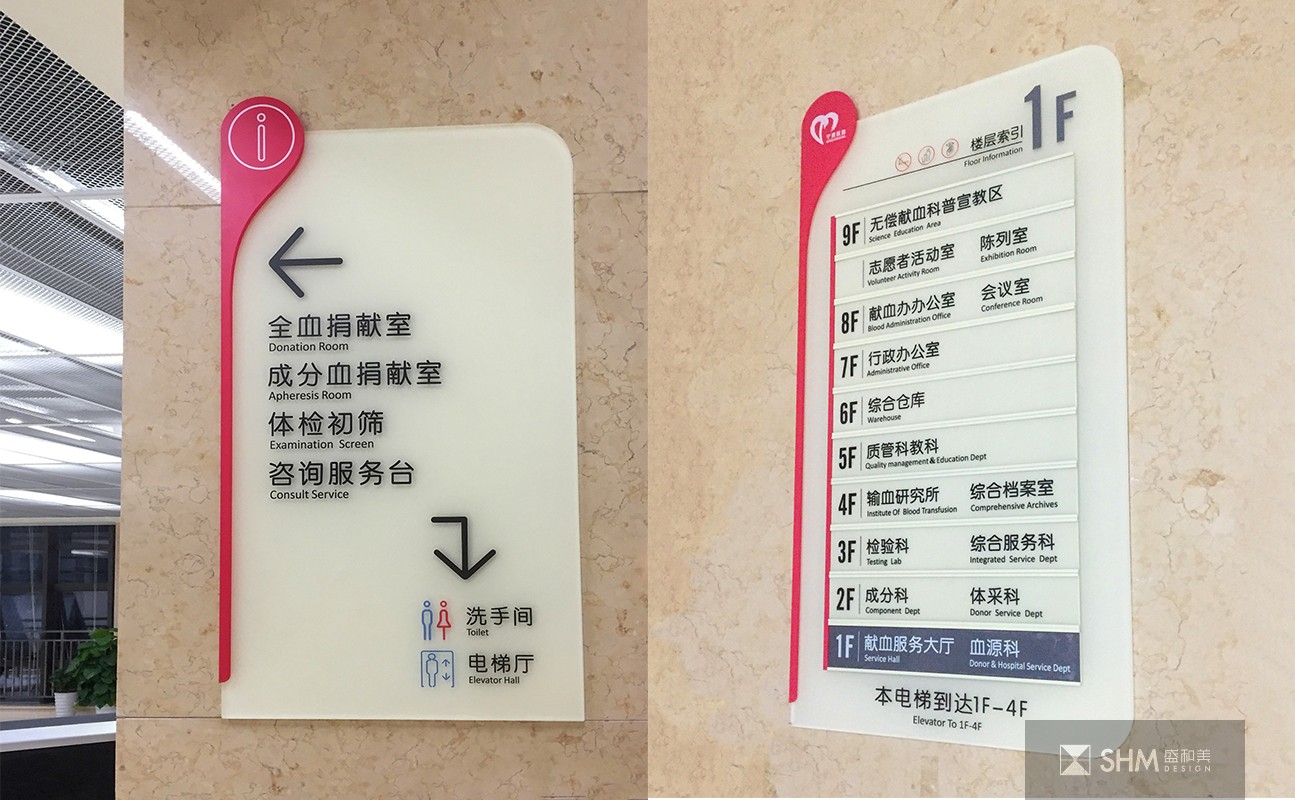 全血捐献室
Donation Room
成分血捐献室
Apheresis Room
体检初筛
Examination Screen
咨询服务台
Consult Service
洗手间
Toilet
电梯厅
Elevator Hall
1F
楼层索引
Floor Information
9F 无偿献血科普宣教区
Science Education Area
志愿者活动室 陈列室
Volunteer Activity Room Exhibition Room
8F 献血办办公室 会议室
Blood Administration Office Conference Room
7F 行政办公室
Administrative Office
6F 综合仓库
Warehouse
5F 质管科教科
Quality management&Education Dept
4F 输血研究所 综合档案室
Institute Of Blood Transfusion Comprehensive Archives
3F 检验科 综合服务科
Testing Lab Integrated Service Dept
2F 成分科 体采科
Component Dept Donor Service Dept
1F 献血服务大厅 血源科
Service Hall Donor & Hospital Service Dept
本电梯到达1F-4F
Elevator To 1F-4F
SHM 盛和美
DESIGN